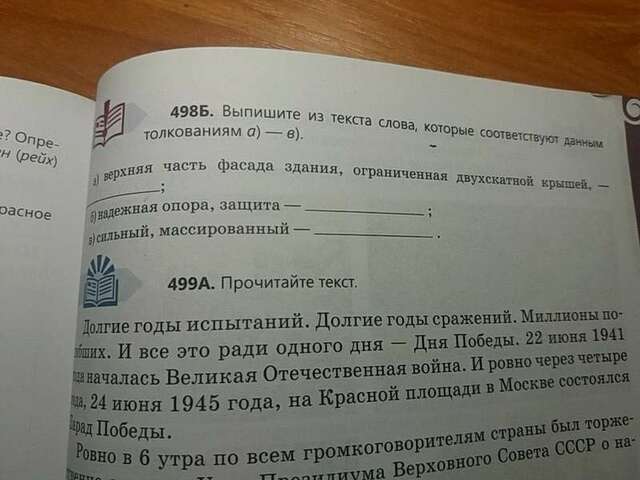 е? Опре-
н (рейх)
расное
498Б. Выпишите из текста слова, которые соответствуют данным
толкованиям а) — в).
а) верхняя часть фасада здания, ограниченная двускатной крышей, —
____________;
б) надежная опора, защита — ____________ ;
в) сильный, массированный — ____________ .
499А. Прочитайте текст.
Долгие годы испытаний. Долгие годы сражений. Миллионы по-
гибших. И все это ради одного дня — Дня Победы. 22 июня 1941
года началась Великая Отечественная война. И ровно через четыре
года, 24 июня 1945 года, на Красной площади в Москве состоялся
Парад Победы.
Ровно в 6 утра по всем громкоговорителям страны был торже-
Президиума Верховного Совета СССР о на-